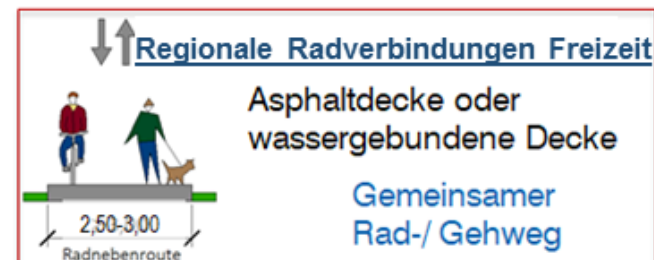 Regionale Radverbindungen Freizeit
Asphaltdecke oder
wassergebundene Decke
Gemeinsamer
Rad-/ Gehweg
2,50-3,00
Radnebenroute